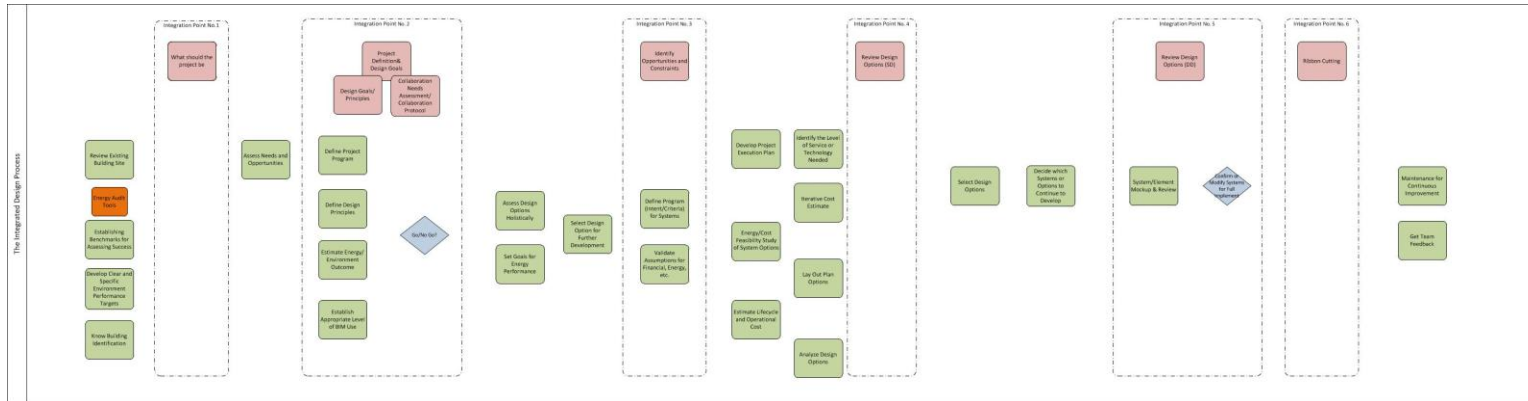 The Integrated Design Process
Integration Point No. 1
What should the
project be
Integration Point No. 2
Project
Definition&
Design Goals
Design Goals/
Principles
Collaboration
Needs
Assessment/
Collaboration
Protocol
Integration Point No. 3
Identify
Opportunities and
Constraints
Integration Point No. 4
Review Design
Options (SD)
Integration Point No. 5
Review Design
Options (DD)
Integration Point No. 6
Ribbon Cutting
Review Existing
Building Site
Energy Audit
Tools
Establishing
Benchmarks for
Assessing Success
Develop Clear and
Specific
Environment
Performance
Targets
Know Building
Identification
Assess Needs and
Opportunities
Define Project
Program
Define Design
Principles
Estimate Energy/
Environment
Outcome
Establish
Appropriate Level
of BIM Use
Go/No Go?
Assess Design
Options
Holistically
Set Goals for
Energy
Performance
Select Design
Option for
Further
Development
Define Program
(Intent/Criteria)
for Systems
Validate
Assumptions for
Financial, Energy,
etc.
Develop Project
Execution Plan
Energy/Cost
Feasibility Study
of System Options
Estimate Lifecycle
and Operational
Cost
Identify the Level
of Service or
Technology
Needed
Iterative Cost
Estimate
Lay Out Plan
Options
Analyze Design
Options
Select Design
Options
Decide which
Systems or
Options to
Continue to
Develop
System/Element
Mockup & Review
Confirm or
Modify Systems
for Full
Maintenance for
Continuous
Improvement
Get Team
Feedback